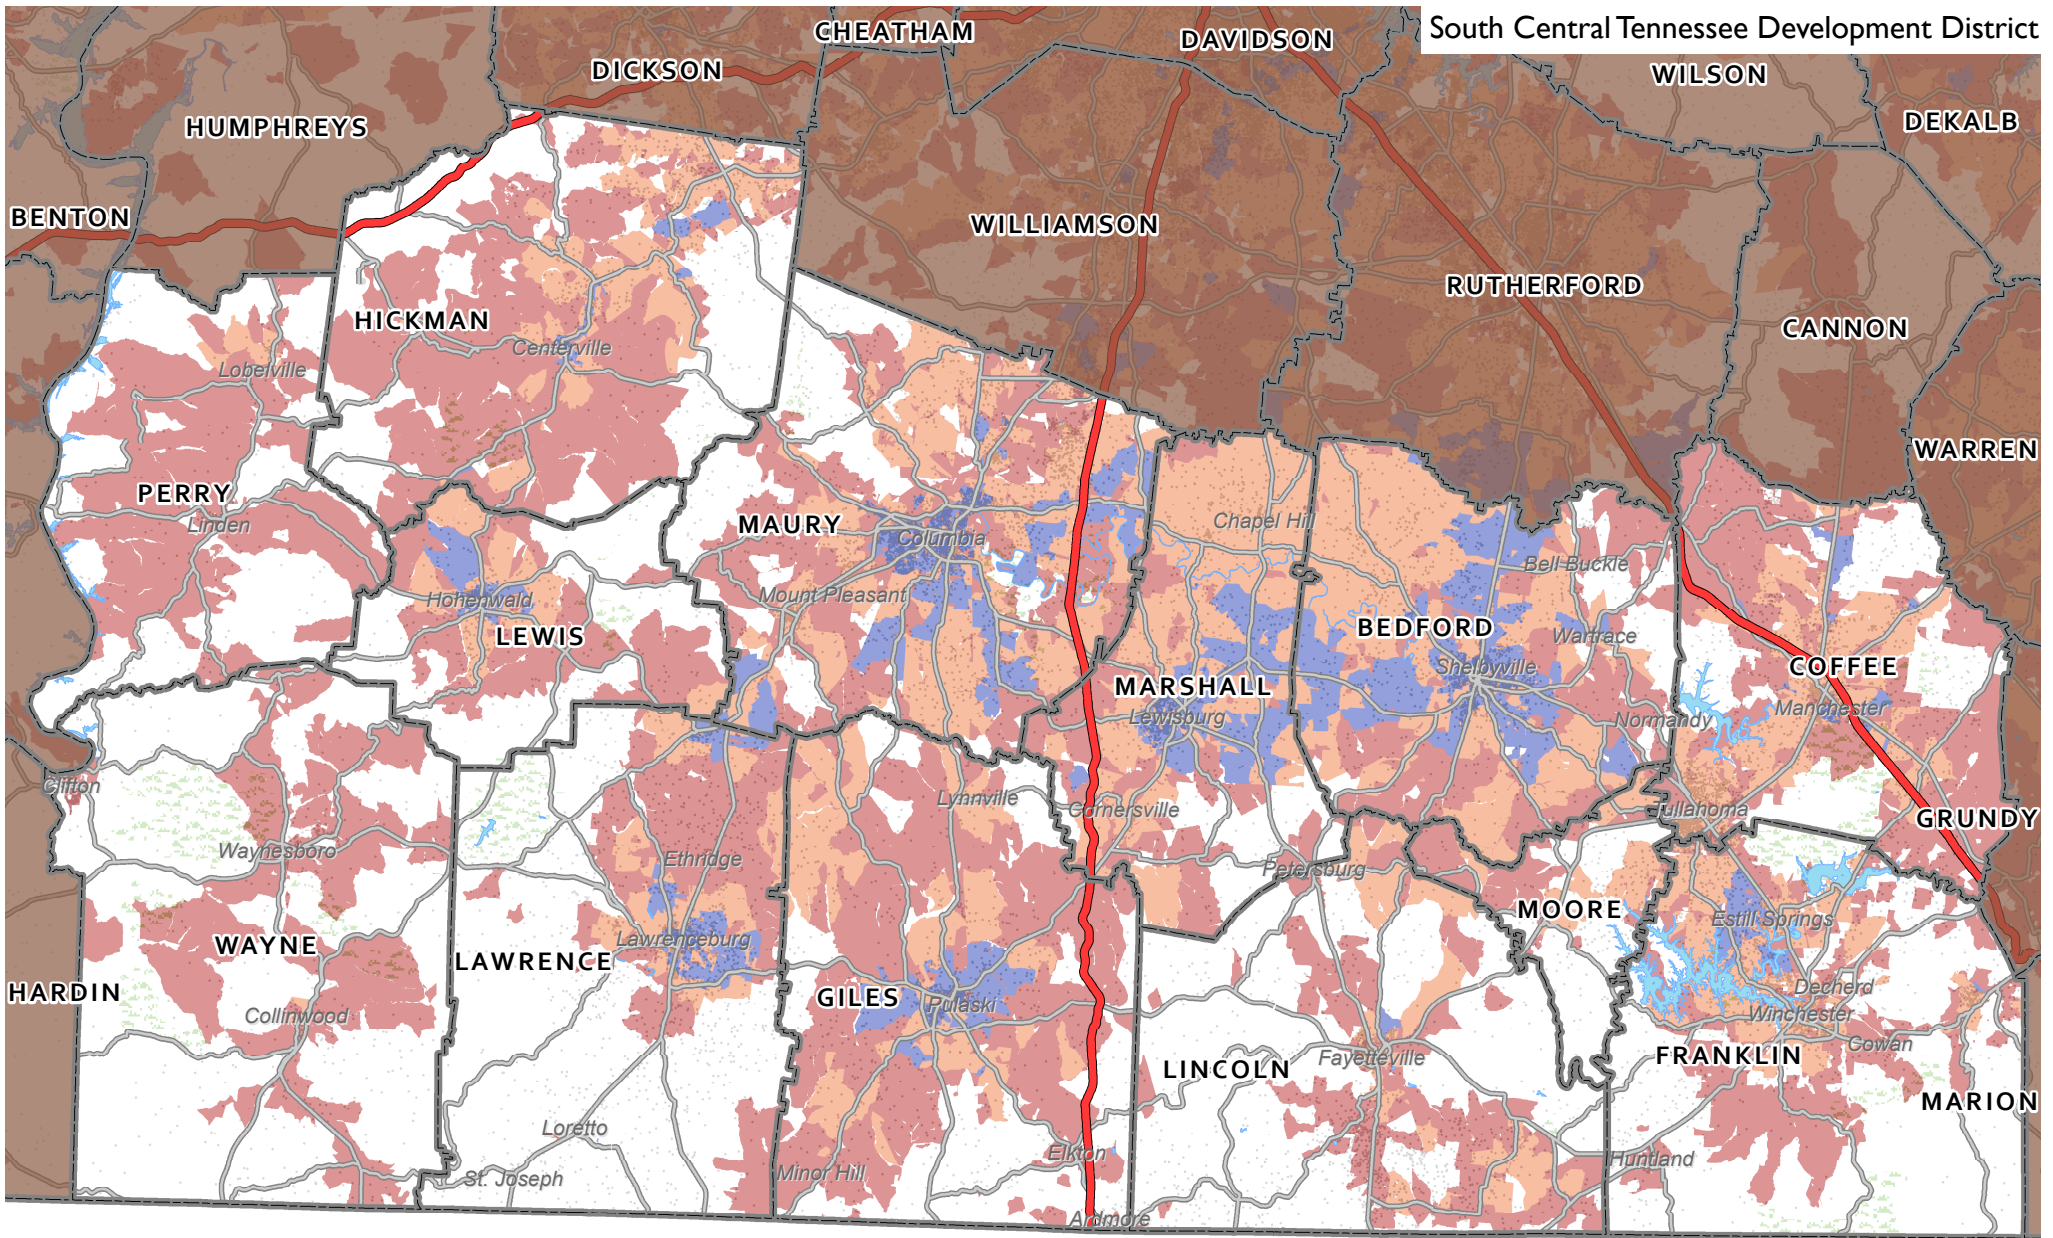 South Central Tennessee Development District
CHEATHAM
DAVIDSON
DICKSON
WILSON
DEKALB
HUMPHREYS
BENTON
WILLIAMSON
RUTHERFORD
CANNON
HICKMAN
Centerville
Lobelville
WARREN
PERRY
Linden
MAURY
Columbia
Chapel Hill
Bell Buckle
Mount Pleasant
Hohenwald
LEWIS
BEDFORD
Wartrace
Shelbyville
COFFEE
MARSHALL
Lewisburg
Manchester
Normandy
Clifton
Lynnville
Cornersville
Tullahoma
GRUNDY
Waynesboro
Ethridge
Petersburg
MOORE
Estill Springs
WAYNE
Lawrenceburg
LAWRENCE
HARDIN
GILES
Pulaski
Decherd
Collinwood
Winchester
Cowan
FRANKLIN
Fayetteville
LINCOLN
MARION
Loretto
Elkton
Huntland
St. Joseph
Minor Hill
Ardmore